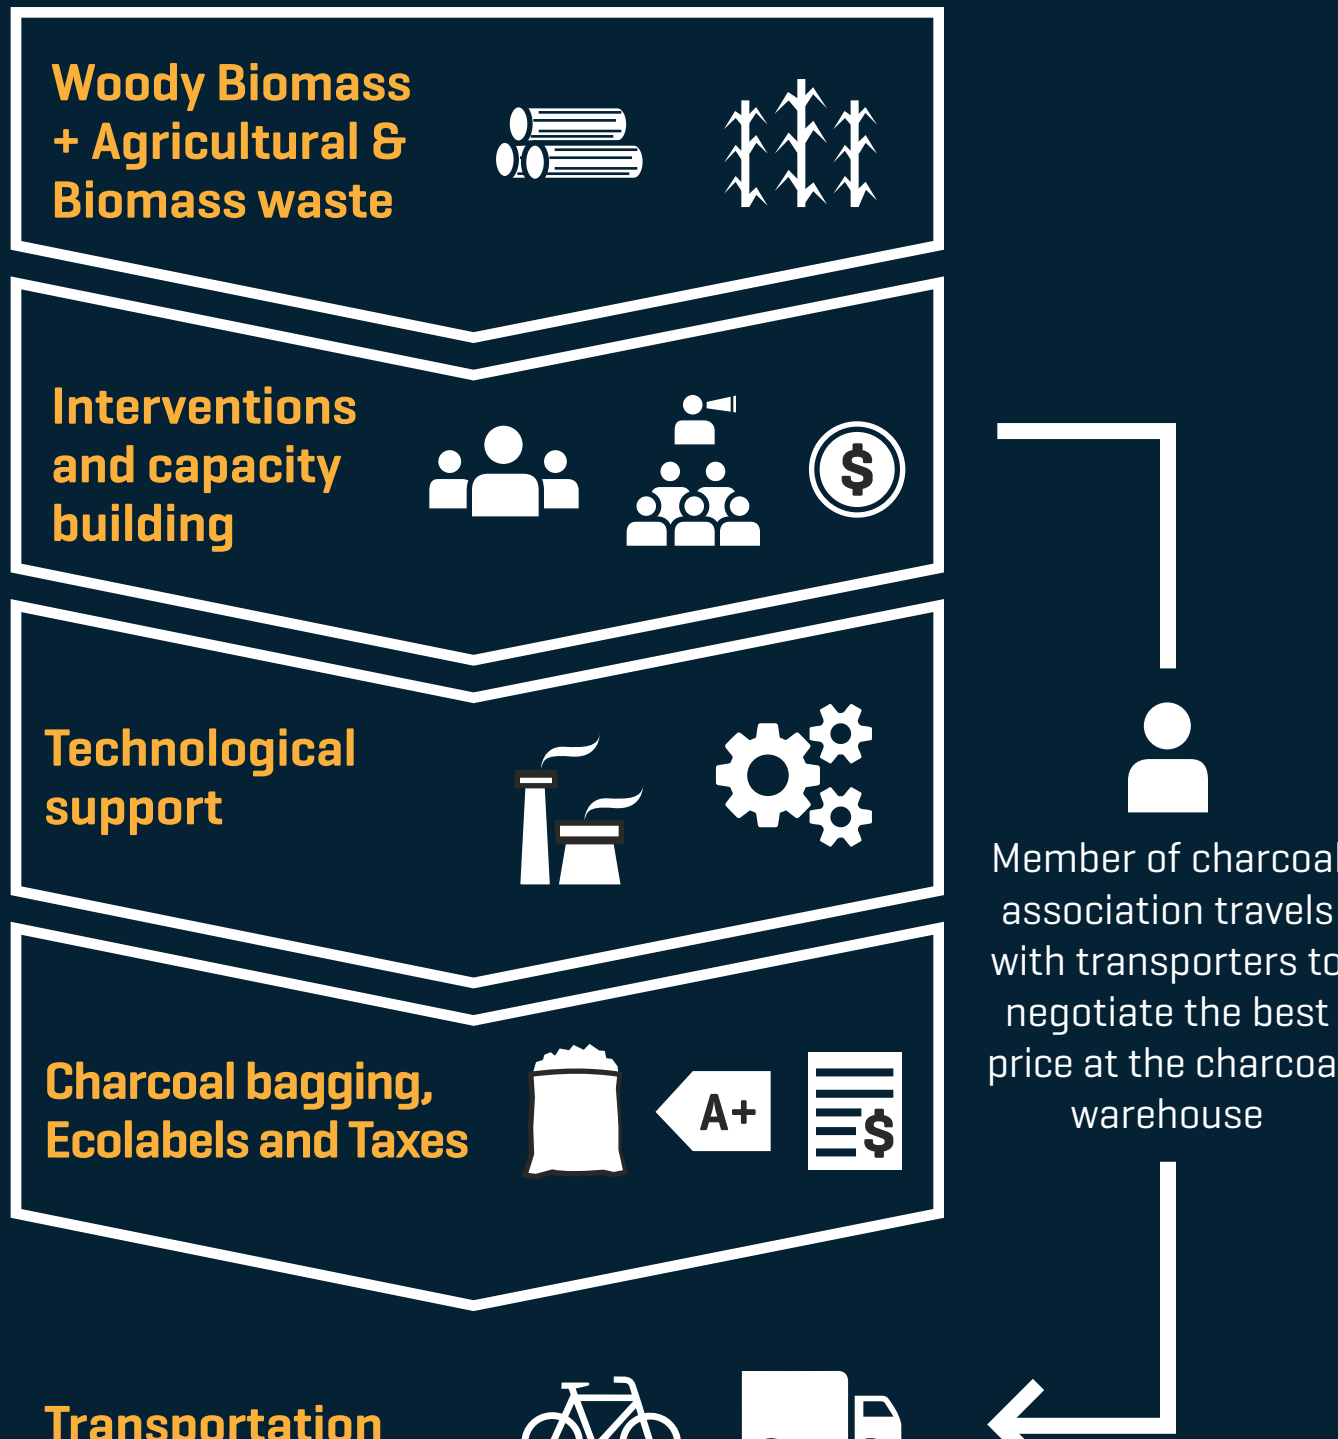 Woody Biomass
+ Agricultural &
Biomass waste
Interventions
and capacity
building
$
Technological
support
Member of charcoal
association travels
with transporters to
negotiate the best
price at the charcoal
warehouse
Charcoal bagging,
Ecolabels and Taxes
A+
$
Transportation